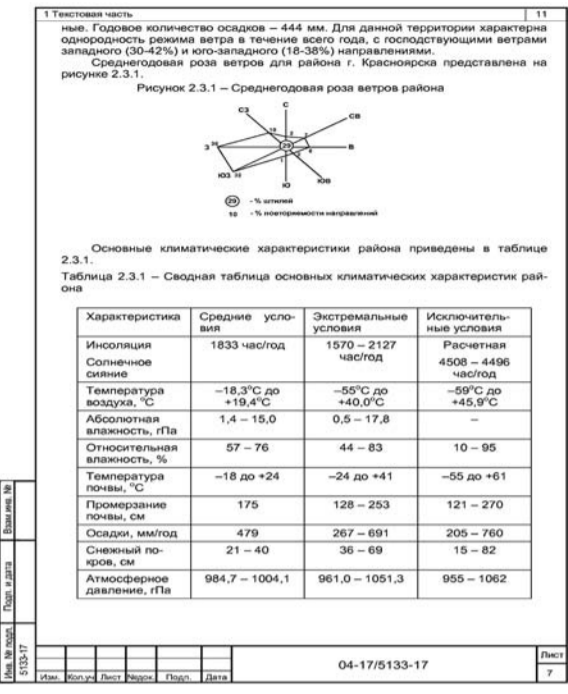 1 Текстовая часть 11
ные. Годовое количество осадков – 444 мм. Для данной территории характерна
однородность режима ветра в течение всего года, с господствующими ветрами
западного (30-42%) и юго-западного (18-38%) направлениями.
Среднегодовая роза ветров для района г. Красноярска представлена на
рисунке 2.3.1.
Рисунок 2.3.1 – Среднегодовая роза ветров района
С
СЗ
СВ
З
29
В
ЮЗ
ЮВ
Ю
29 - % штилей
10 - % повторяемости направлений
Основные климатические характеристики района приведены в таблице
2.3.1.
Таблица 2.3.1 – Сводная таблица основных климатических характеристик рай-
она
Характеристика Средние усло- Экстремальные Исключитель-
вия условия ные условия
Инсоляция 1833 час/год 1570 – 2127 Расчетная
Солнечное час/год 4508 – 4496
сияние час/год
Температура –18,3°С до –55°С до –59°С до
воздуха, °С +19,4°С +40,0°С +45,9°С
Абсолютная 1,4 – 15,0 0,5 – 17,8 –
влажность, гПа
Относительная 57 – 76 44 – 83 10 – 95
влажность, %
Температура –18 до +24 –24 до +41 –55 до +61
почвы, °С
Промерзание 175 128 – 253 121 – 270
почвы, см
Осадки, мм/год 479 267 – 691 205 – 760
Снежный по- 21 – 40 36 – 69 15 – 82
кров, см
Атмосферное 984,7 – 1004,1 961,0 – 1051,3 955 – 1062
давление, гПа
Взам.инв. №
Подп. и дата
Инв. № подл.
5133-17
Изм. Кол.уч Лист №док. Подп. Дата
04-17/5133-17
Лист
7